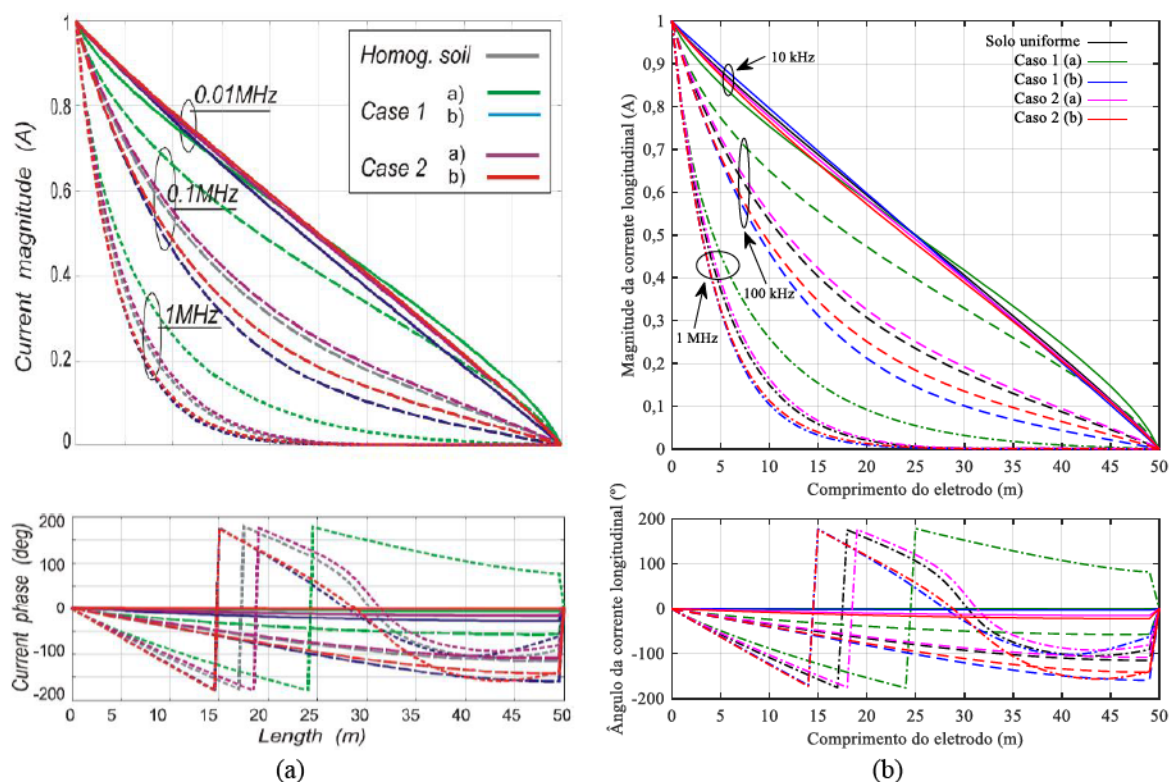 Current magnitude (A)
1
0.8
0.6
0.4
0.2
0
0.01MHz
0.1MHz
1MHz
Homog. soil
Case 1 a)
b)
Case 2 a)
b)
Current phase (deg)
200
100
0
-100
-200
0 5 10 15 20 25 30 35 40 45 50
Length (m)
(a)
Magnitude da corrente longitudinal (A)
1
0,9
0,8
0,7
0,6
0,5
0,4
0,3
0,2
0,1
0
10 kHz
100 kHz
1 MHz
Solo uniforme
Caso 1 (a)
Caso 1 (b)
Caso 2 (a)
Caso 2 (b)
0 5 10 15 20 25 30 35 40 45 50
Comprimento do eletrodo (m)
Ângulo da corrente longitudinal (º)
200
100
0
-100
-200
0 5 10 15 20 25 30 35 40 45 50
Comprimento do eletrodo (m)
(b)